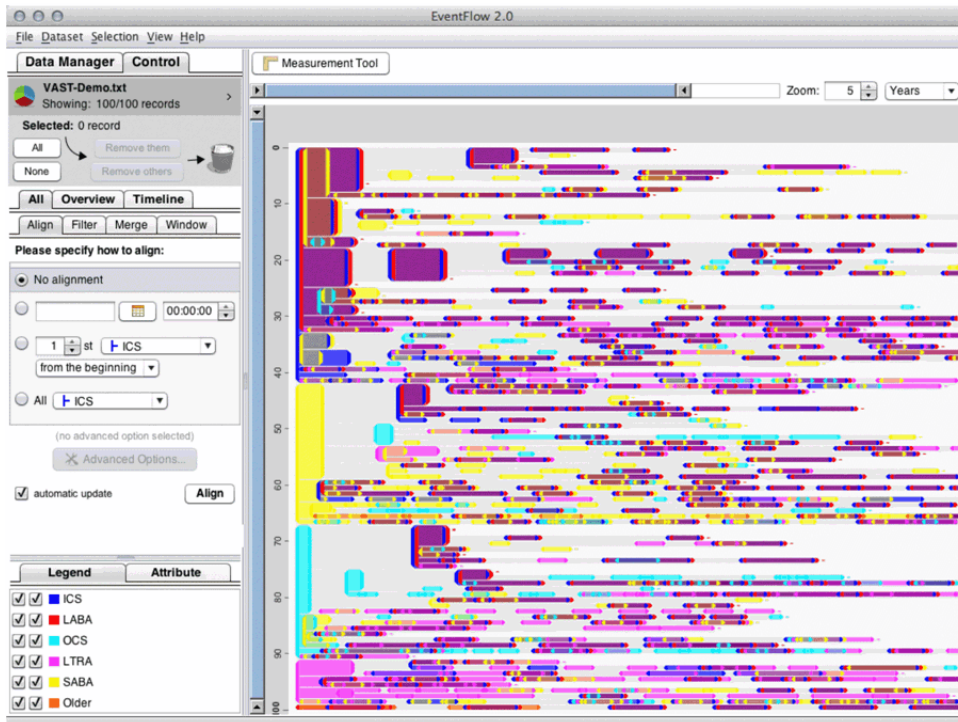 EventFlow 2.0
File Dataset Selection View Help
Data Manager Control
Measurement Tool
VAST-Demo.txt
Showing: 100/100 records
>
Zoom: 5 Years
Selected: 0 record
All Remove them
None Remove others
All Overview Timeline
Align Filter Merge Window
Please specify how to align:
No alignment
00:00:00
1 st ICS
from the beginning
All ICS
(no advanced option selected)
Advanced Options...
automatic update Align
Legend Attribute
ICS
LABA
OCS
LTRA
SABA
Older
0
10
20
30
40
50
60
70
80
90
100